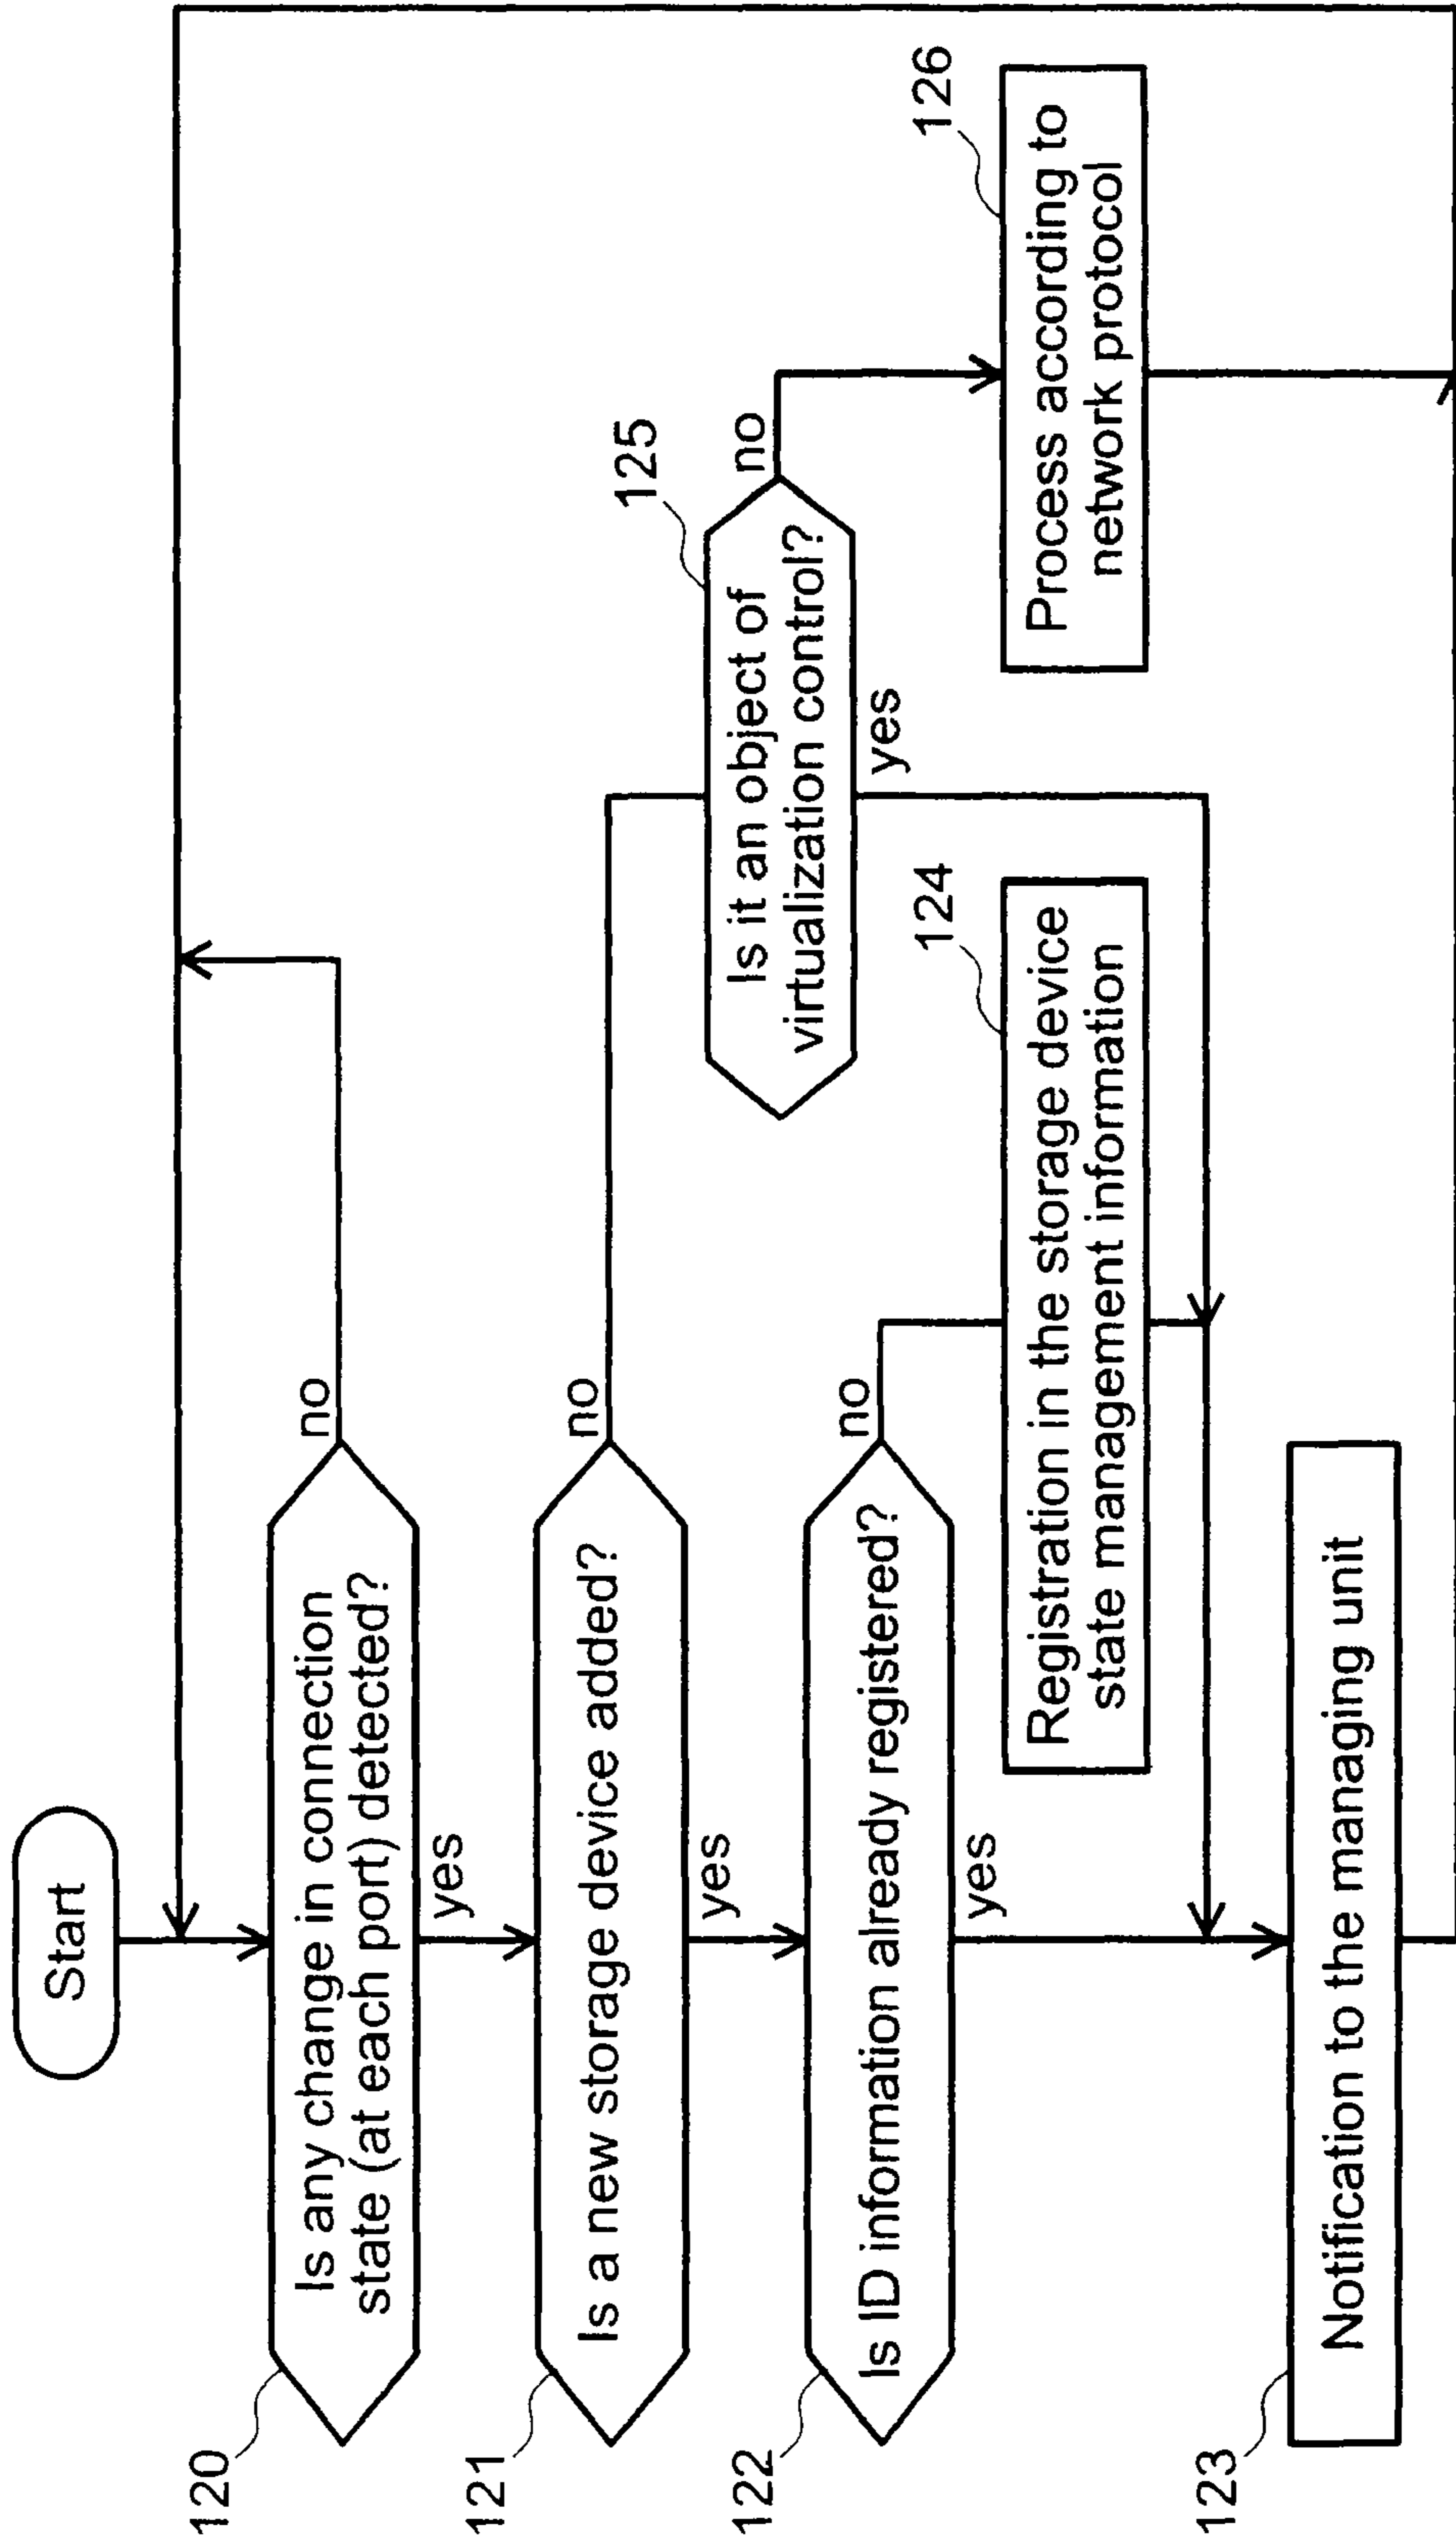 Start
120
Is any change in connection
state (at each port) detected?
no
yes
121
Is a new storage device added?
no
yes
125
Is it an object of
virtualization control?
no
yes
122
Is ID information already registered?
no
yes
124
Registration in the storage device
state management information
126
Process according to
network protocol
123
Notification to the managing unit